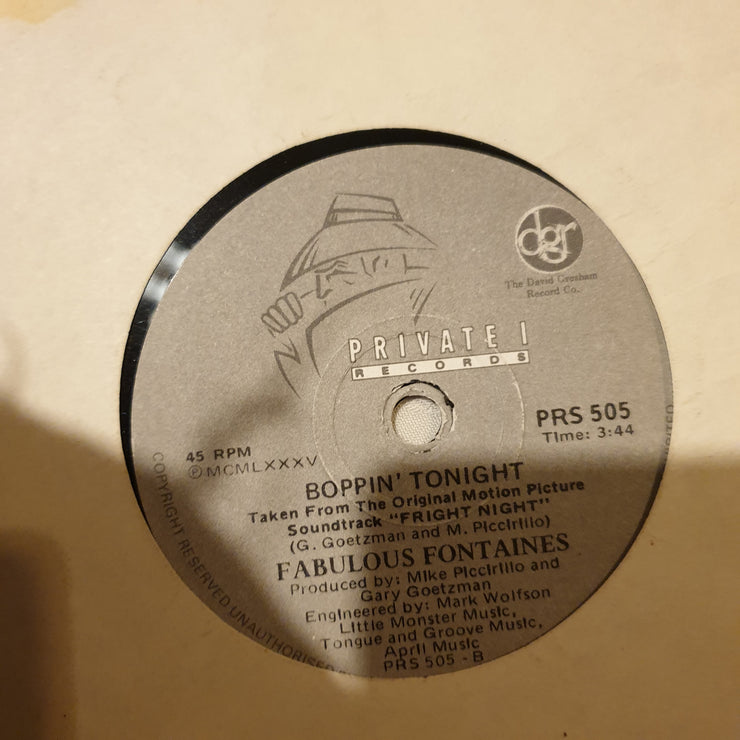 dgr
The David Gresham
Record Co.
PRIVATE I
RECORDS
PRS 505
Time: 3:44
45 RPM
ⓅMCMLXXXV
BOPPIN' TONIGHT
Taken From The Original Motion Picture
Soundtrack "FRIGHT NIGHT"
(G. Goetzman and M. Piccirillo)
FABULOUS FONTAINES
Produced by: Mike Piccirillo and
Gary Goetzman
Engineered by: Mark Wolfson
Little Monster Music,
Tongue and Groove Music,
April Music
PRS 505 - B
COPYRIGHT RESERVED UNAUTHORISED